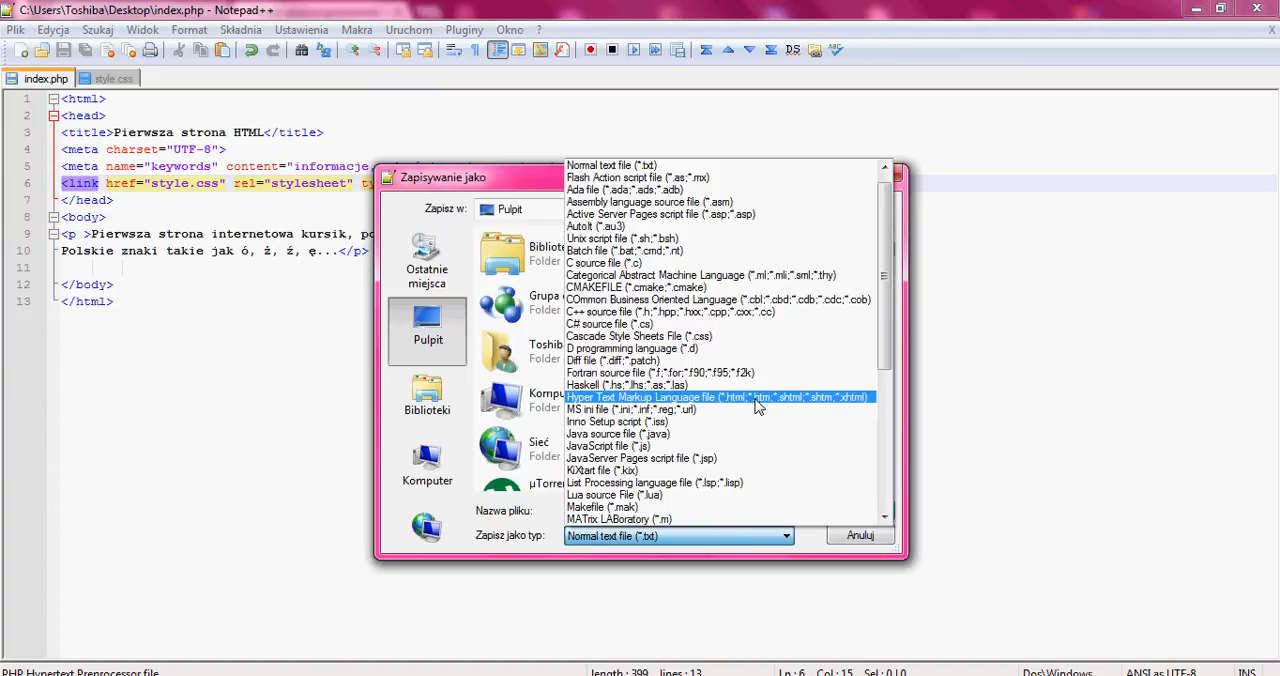 C:\Users\Toshiba\Desktop\index.php - Notepad++
Plik Edycja Szukaj Widok Format Składnia Ustawienia Makra Uruchom Pluginy Okno ? X
index.php style.css
1 <html>
2 <head>
3 <title>Pierwsza strona HTML</title>
4 <meta charset="UTF-8">
5 <meta name="keywords" content="informacje,
6 <link href="style.css" rel="stylesheet"
7 </head>
8 <body>
9 <p >Pierwsza strona internetowa kursik,
10 Polskie znaki takie jak ó, ż, ź, ę...</p>
11
12 </body>
13 </html>
Zapisywanie jako
Zapisz w: Pulpit
Ostatnie miejsca
Pulpit
Biblioteki
Komputer
Folder
Grupa
Folder
Toshiba
Folder
Folder
Sieć
Folder
Nazwa pliku:
Zapisz jako typ: Normal text file (*.txt) Anuluj
Normal text file (*.txt)
Flash Action script file (*.as;*.mx)
Ada file (*.ada;*.ads;*.adb)
Assembly language source file (*.asm)
Active Server Pages script file (*.asp;*.asp)
AutoIt (*.au3)
Unix script file (*.sh;*.bsh)
Batch file (*.bat;*.cmd;*.nt)
C source file (*.c)
Categorical Abstract Machine Language (*.ml;*.mli;*.sml;*.thy)
CMAKEFILE (*.cmake;*.cmake)
COmmon Business Oriented Language (*.cbl;*.cbd;*.cdb;*.cdc;*.cob)
C++ source file (*.h;*.hpp;*.hxx;*.cpp;*.cxx;*.cc)
C# source file (*.cs)
Cascade Style Sheets File (*.css)
D programming language (*.d)
Diff file (*.diff;*.patch)
Fortran source file (*.f;*.for;*.f90;*.f95;*.f2k)
Haskell (*.hs;*.lhs;*.as;*.las)
Hyper Text Markup Language file (*.html;*.htm;*.shtml;*.shtm;*.xhtml)
MS ini file (*.ini;*.inf;*.reg;*.url)
Inno Setup script (*.iss)
Java source file (*.java)
JavaScript file (*.js)
JavaServer Pages script file (*.jsp)
KiXtart file (*.kix)
List Processing language file (*.lsp;*.lisp)
Lua source File (*.lua)
Makefile (*.mak)
MATrix LABoratory (*.m)
PHP Hypertext Preprocessor file length : 399 lines : 13 Ln : 6 Col : 15 Sel : 0 | 0 Dos\Windows ANSI as UTF-8 INS